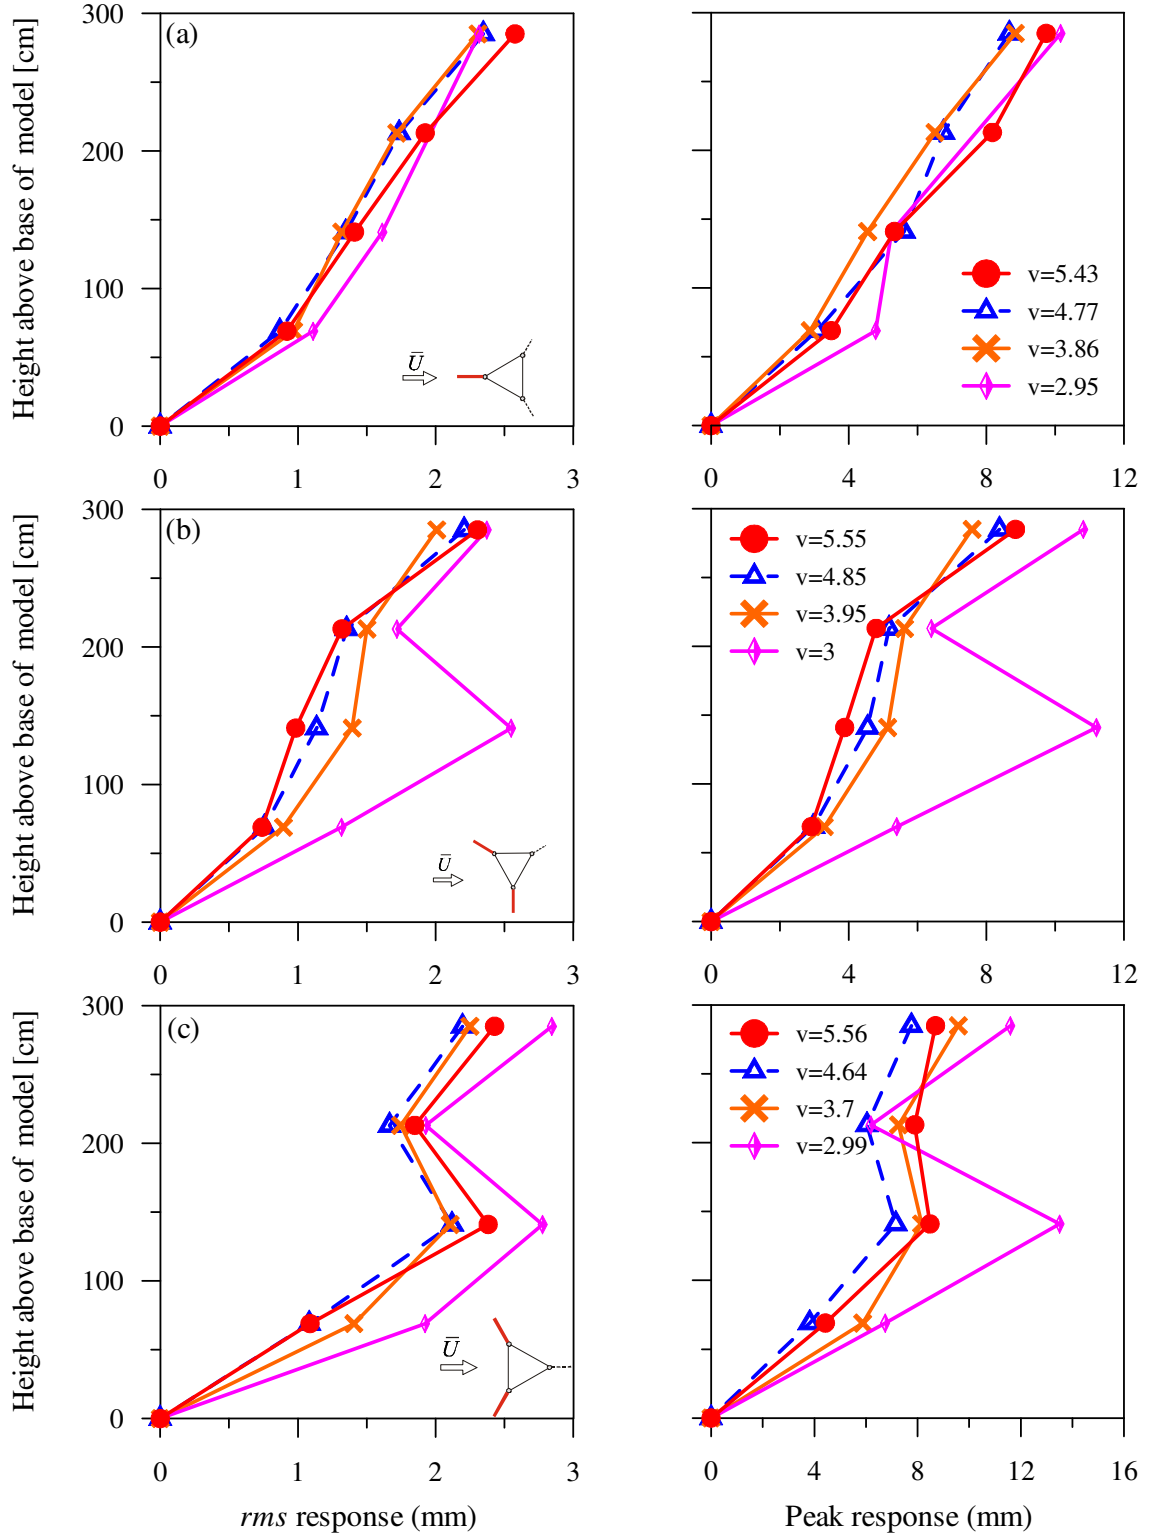 300
(a)
200
100
0
Height above base of model [cm]
U̅
0 1 2 3
v=5.43
v=4.77
v=3.86
v=2.95
0 4 8 12
300
(b)
200
100
0
Height above base of model [cm]
U̅
0 1 2 3
v=5.55
v=4.85
v=3.95
v=3
0 4 8 12
300
(c)
200
100
0
Height above base of model [cm]
U̅
0 1 2 3
rms response (mm)
v=5.56
v=4.64
v=3.7
v=2.99
0 4 8 12 16
Peak response (mm)